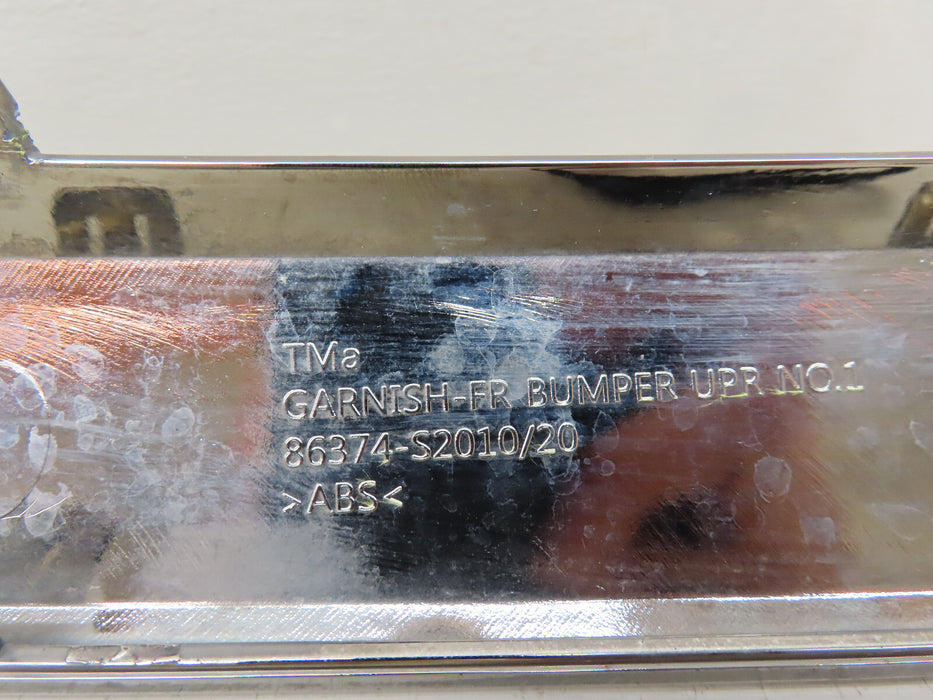 TMa
GARNISH-FR BUMPER UPR NO.1
86374-S2010/20
>ABS<